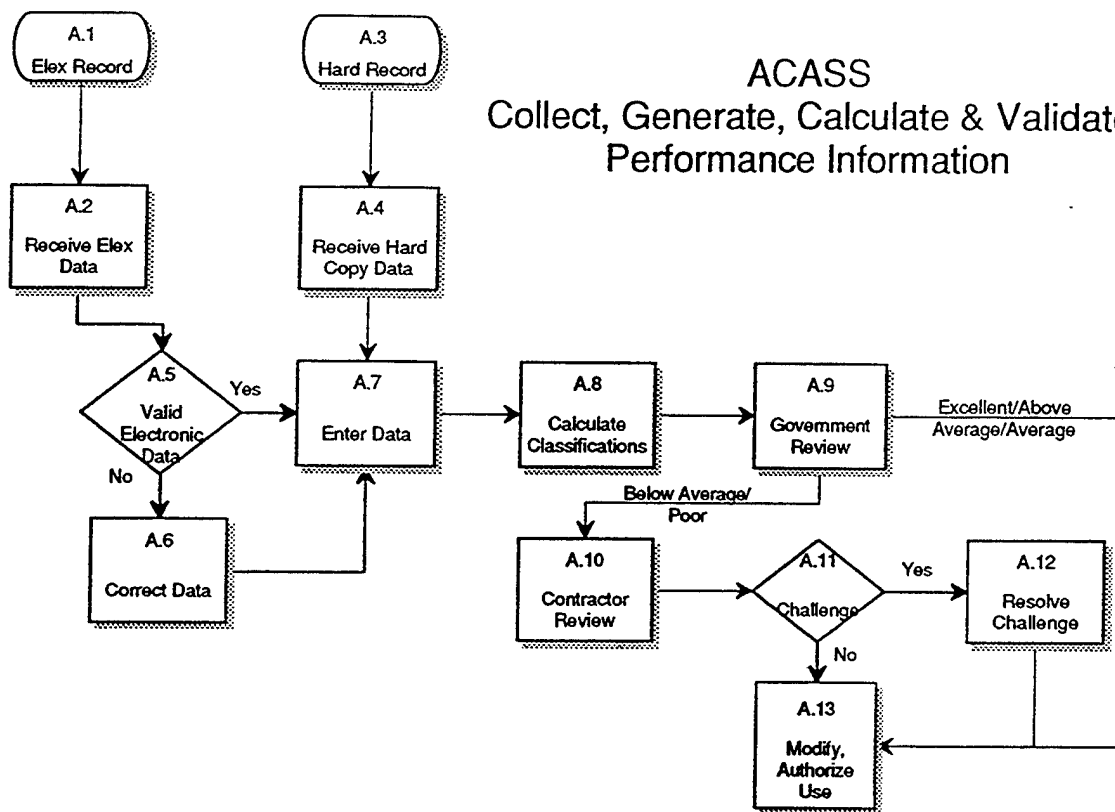 A.1
Elex Record
A.3
Hard Record
ACASS
Collect, Generate, Calculate & Validate
Performance Information
A.2
Receive Elex
Data
A.4
Receive Hard
Copy Data
A.5
Valid
Electronic
Data
Yes
No
A.7
Enter Data
A.8
Calculate
Classifications
A.9
Government
Review
Excellent/Above
Average/Average
Below Average/
Poor
A.6
Correct Data
A.10
Contractor
Review
A.11
Challenge
Yes
No
A.12
Resolve
Challenge
A.13
Modify,
Authorize
Use